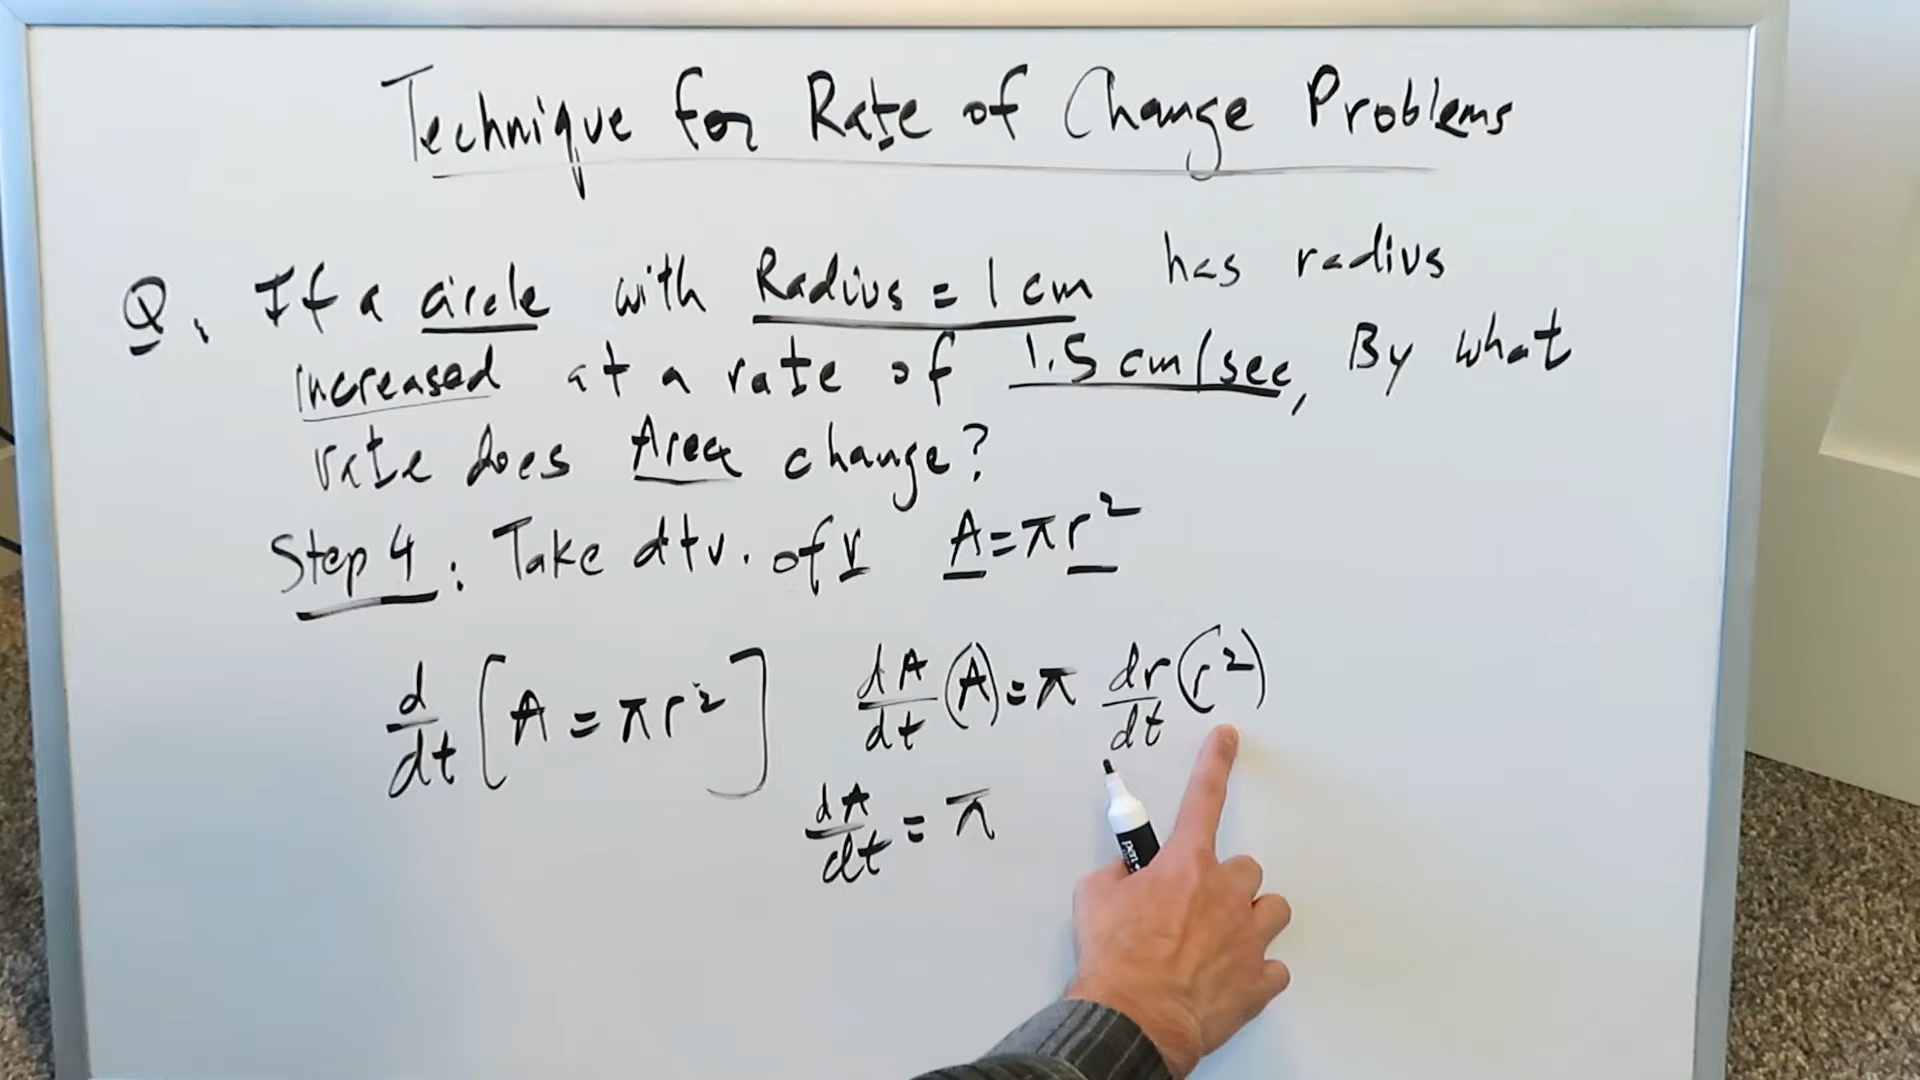 Technique for Rate of Change Problems
Q. If a circle with Radius = 1 cm has radius
increased at a rate of 1.5 cm/sec, By what
rate does Area change?
Step 4: Take dtv. of r A = πr²
d/dt [A = πr²] dA/dt (A) = π dr/dt (r²)
dA/dt = π
pen